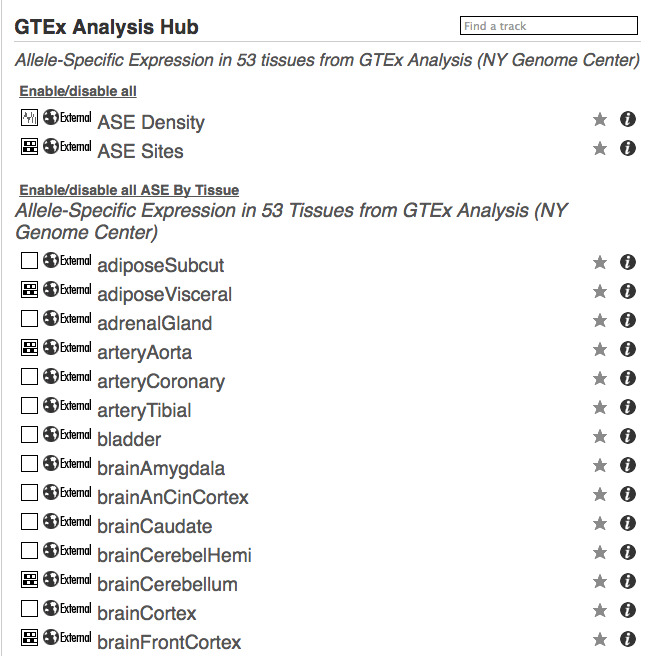 GTEx Analysis Hub Find a track
Allele-Specific Expression in 53 tissues from GTEx Analysis (NY Genome Center)
Enable/disable all
External ASE Density
External ASE Sites
Enable/disable all ASE By Tissue
Allele-Specific Expression in 53 Tissues from GTEx Analysis (NY
Genome Center)
External adiposeSubcut
External adiposeVisceral
External adrenalGland
External arteryAorta
External arteryCoronary
External arteryTibial
External bladder
External brainAmygdala
External brainAnCinCortex
External brainCaudate
External brainCerebelHemi
External brainCerebellum
External brainCortex
External brainFrontCortex